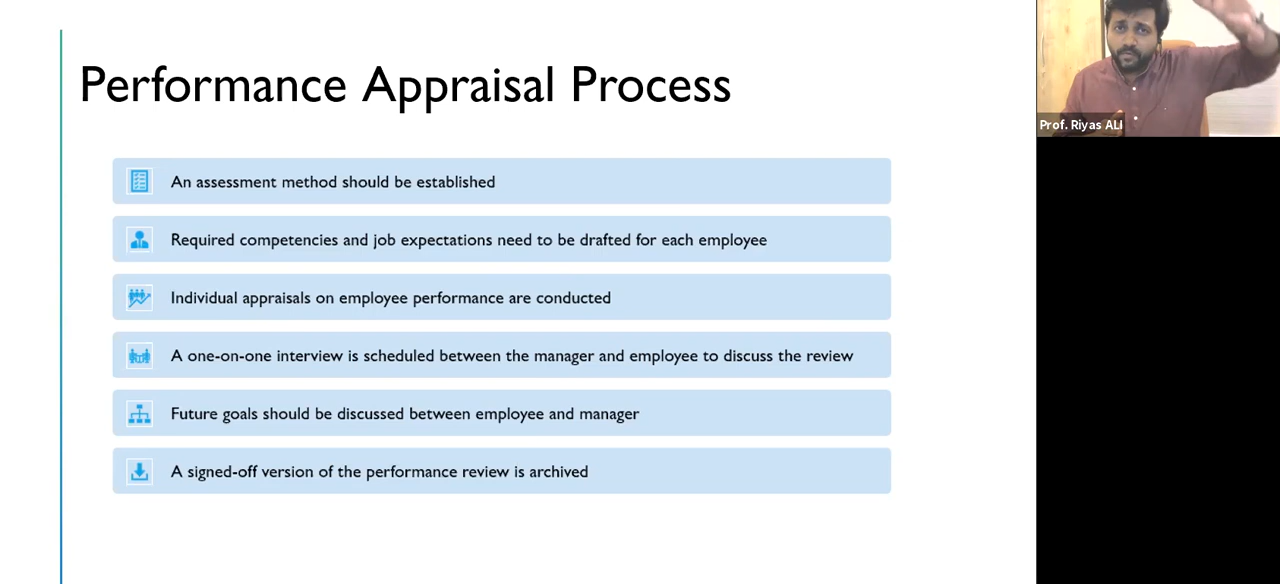 Performance Appraisal Process
Prof. Riyas ALI
An assessment method should be established
Required competencies and job expectations need to be drafted for each employee
Individual appraisals on employee performance are conducted
A one-on-one interview is scheduled between the manager and employee to discuss the review
Future goals should be discussed between employee and manager
A signed-off version of the performance review is archived